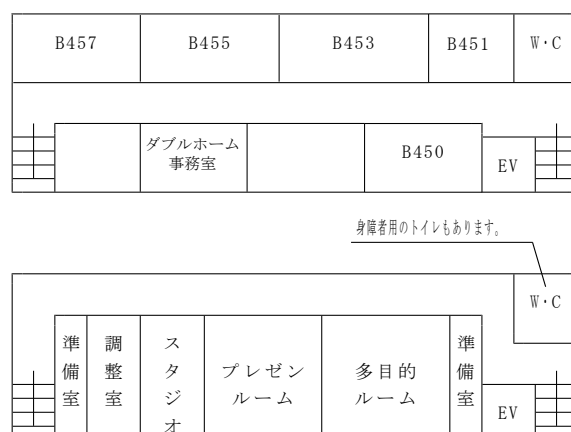 B457 B455 B453 B451 W・C
ダブルホーム
事務室
B450
EV
身障者用のトイレもあります。
W・C
準備室
調整室
スタジオ
プレゼン
ルーム
多目的
ルーム
準備室
EV